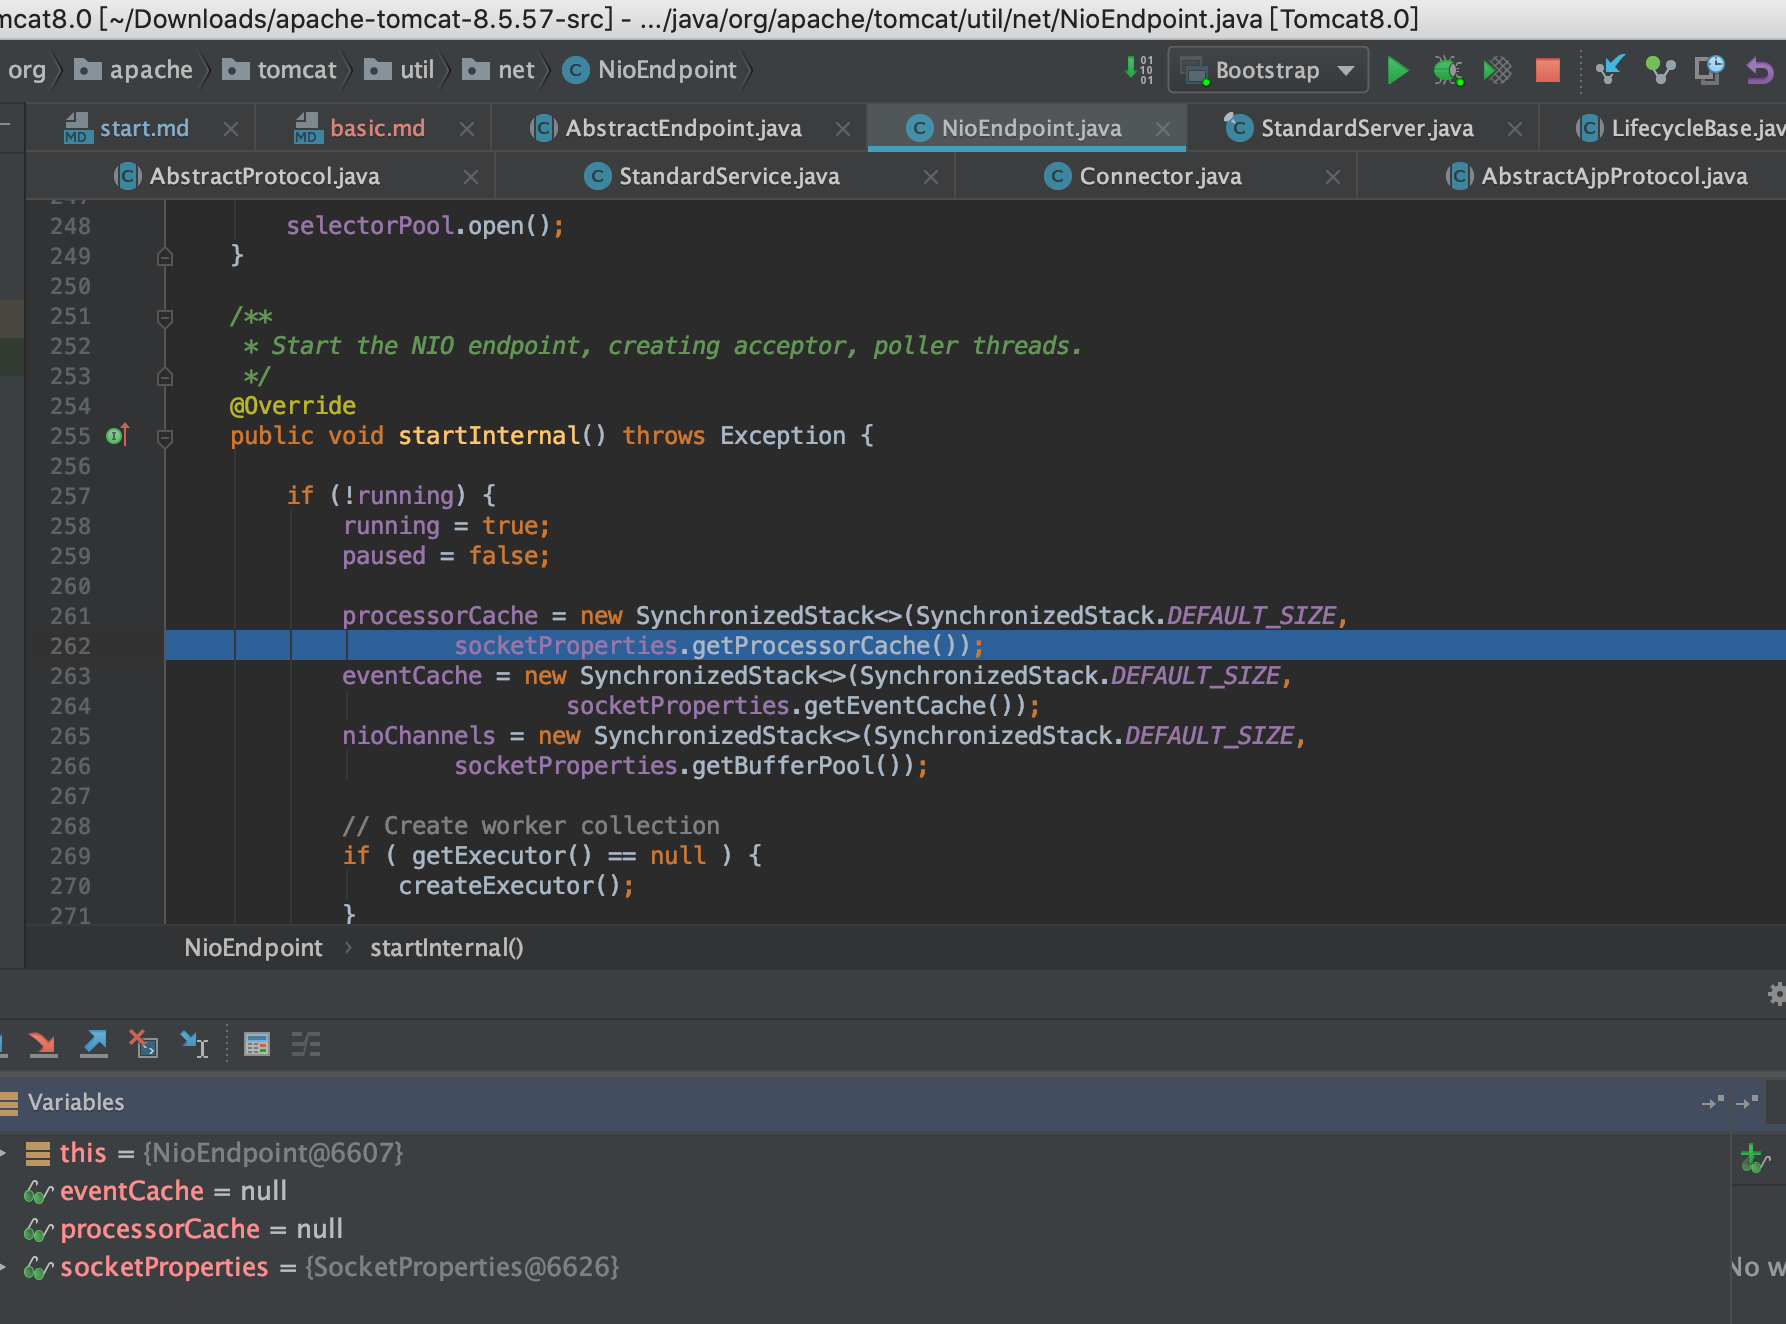 mcat8.0 [~/Downloads/apache-tomcat-8.5.57-src] - .../java/org/apache/tomcat/util/net/NioEndpoint.java [Tomcat8.0]
org apache tomcat util net NioEndpoint Bootstrap
start.md basic.md AbstractEndpoint.java NioEndpoint.java StandardServer.java LifecycleBase.jav
AbstractProtocol.java StandardService.java Connector.java AbstractAjpProtocol.java
248 selectorPool.open();
249 }
250
251 /**
252 * Start the NIO endpoint, creating acceptor, poller threads.
253 */
254 @Override
255 public void startInternal() throws Exception {
256
257 if (!running) {
258 running = true;
259 paused = false;
260
261 processorCache = new SynchronizedStack<>(SynchronizedStack.DEFAULT_SIZE,
262 socketProperties.getProcessorCache());
263 eventCache = new SynchronizedStack<>(SynchronizedStack.DEFAULT_SIZE,
264 socketProperties.getEventCache());
265 nioChannels = new SynchronizedStack<>(SynchronizedStack.DEFAULT_SIZE,
266 socketProperties.getBufferPool());
267
268 // Create worker collection
269 if ( getExecutor() == null ) {
270 createExecutor();
271 }
NioEndpoint › startInternal()
Variables
this = {NioEndpoint@6607}
eventCache = null
processorCache = null
socketProperties = {SocketProperties@6626}
No w